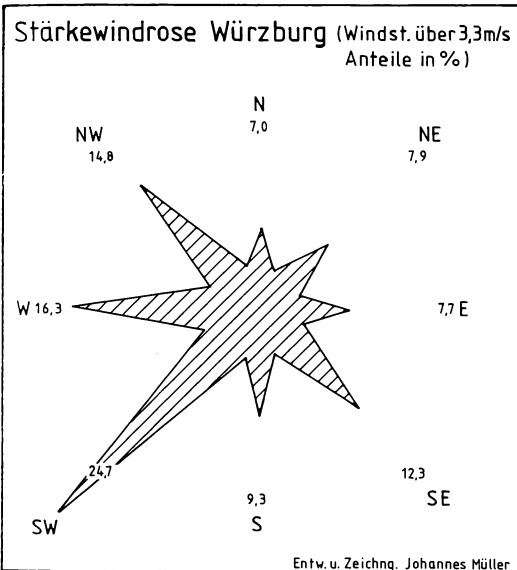 Stärkewindrose Würzburg (Windst. über 3,3m/s
Anteile in %)
N
7,0
NW
14,8
NE
7,9
W 16,3
7,7 E
24,7
SW
9,3
S
12,3
SE
Entw. u. Zeichng. Johannes Müller